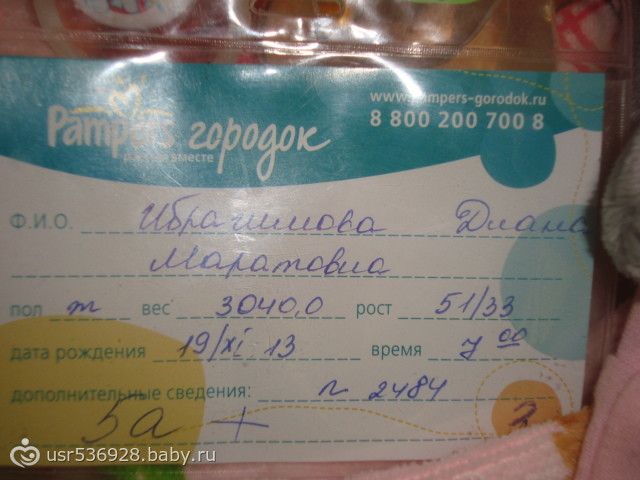 www.pampers-gorodok.ru
Pampers городок
вместе
8 800 200 700 8
Ф.И.О. Ибрагимова Диана
Маратовна
пол ж вес 3040,0 рост 51/33
дата рождения 19/XI 13 время 7 00
дополнительные сведения: 2484
5а +
2
usr536928.baby.ru